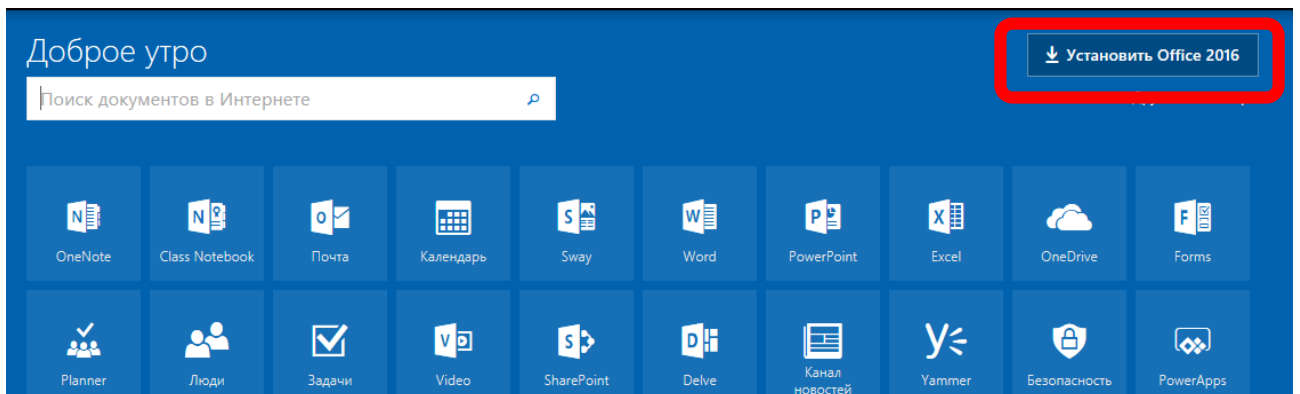 Доброе утро
Установить Office 2016
Поиск документов в Интернете
OneNote
Class Notebook
Почта
Календарь
Sway
Word
PowerPoint
Excel
OneDrive
Forms
Planner
Люди
Задачи
Video
SharePoint
Delve
Канал
новостей
Yammer
Безопасность
PowerApps